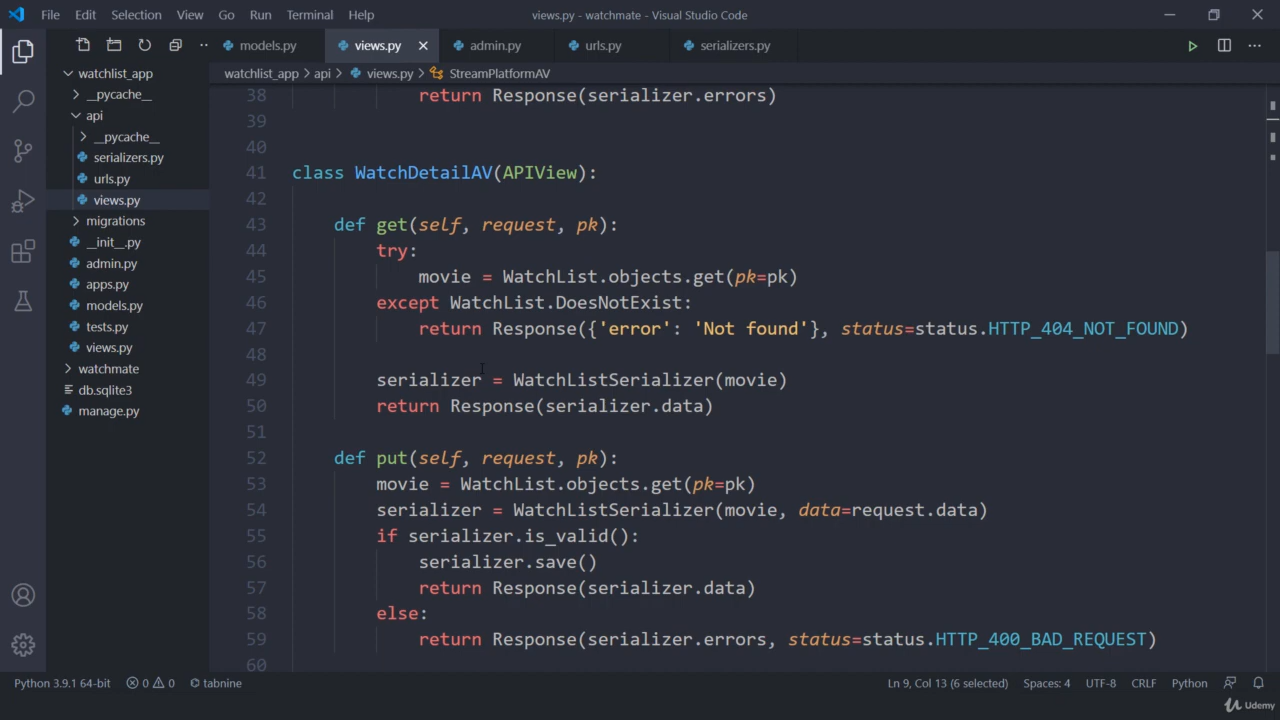 File Edit Selection View Go Run Terminal Help
views.py - watchmate - Visual Studio Code
models.py views.py admin.py urls.py serializers.py
watchlist_app > api > views.py > StreamPlatformAV
watchlist_app
__pycache__
api
__pycache__
serializers.py
urls.py
views.py
migrations
__init__.py
admin.py
apps.py
models.py
tests.py
views.py
watchmate
db.sqlite3
manage.py
38 return Response(serializer.errors)
39
40
41 class WatchDetailAV(APIView):
42
43 def get(self, request, pk):
44 try:
45 movie = WatchList.objects.get(pk=pk)
46 except WatchList.DoesNotExist:
47 return Response({'error': 'Not found'}, status=status.HTTP_404_NOT_FOUND)
48
49 serializer = WatchListSerializer(movie)
50 return Response(serializer.data)
51
52 def put(self, request, pk):
53 movie = WatchList.objects.get(pk=pk)
54 serializer = WatchListSerializer(movie, data=request.data)
55 if serializer.is_valid():
56 serializer.save()
57 return Response(serializer.data)
58 else:
59 return Response(serializer.errors, status=status.HTTP_400_BAD_REQUEST)
60
Python 3.9.1 64-bit 0 0 tabnine Ln 9, Col 13 (6 selected) Spaces: 4 UTF-8 CRLF Python
Udemy